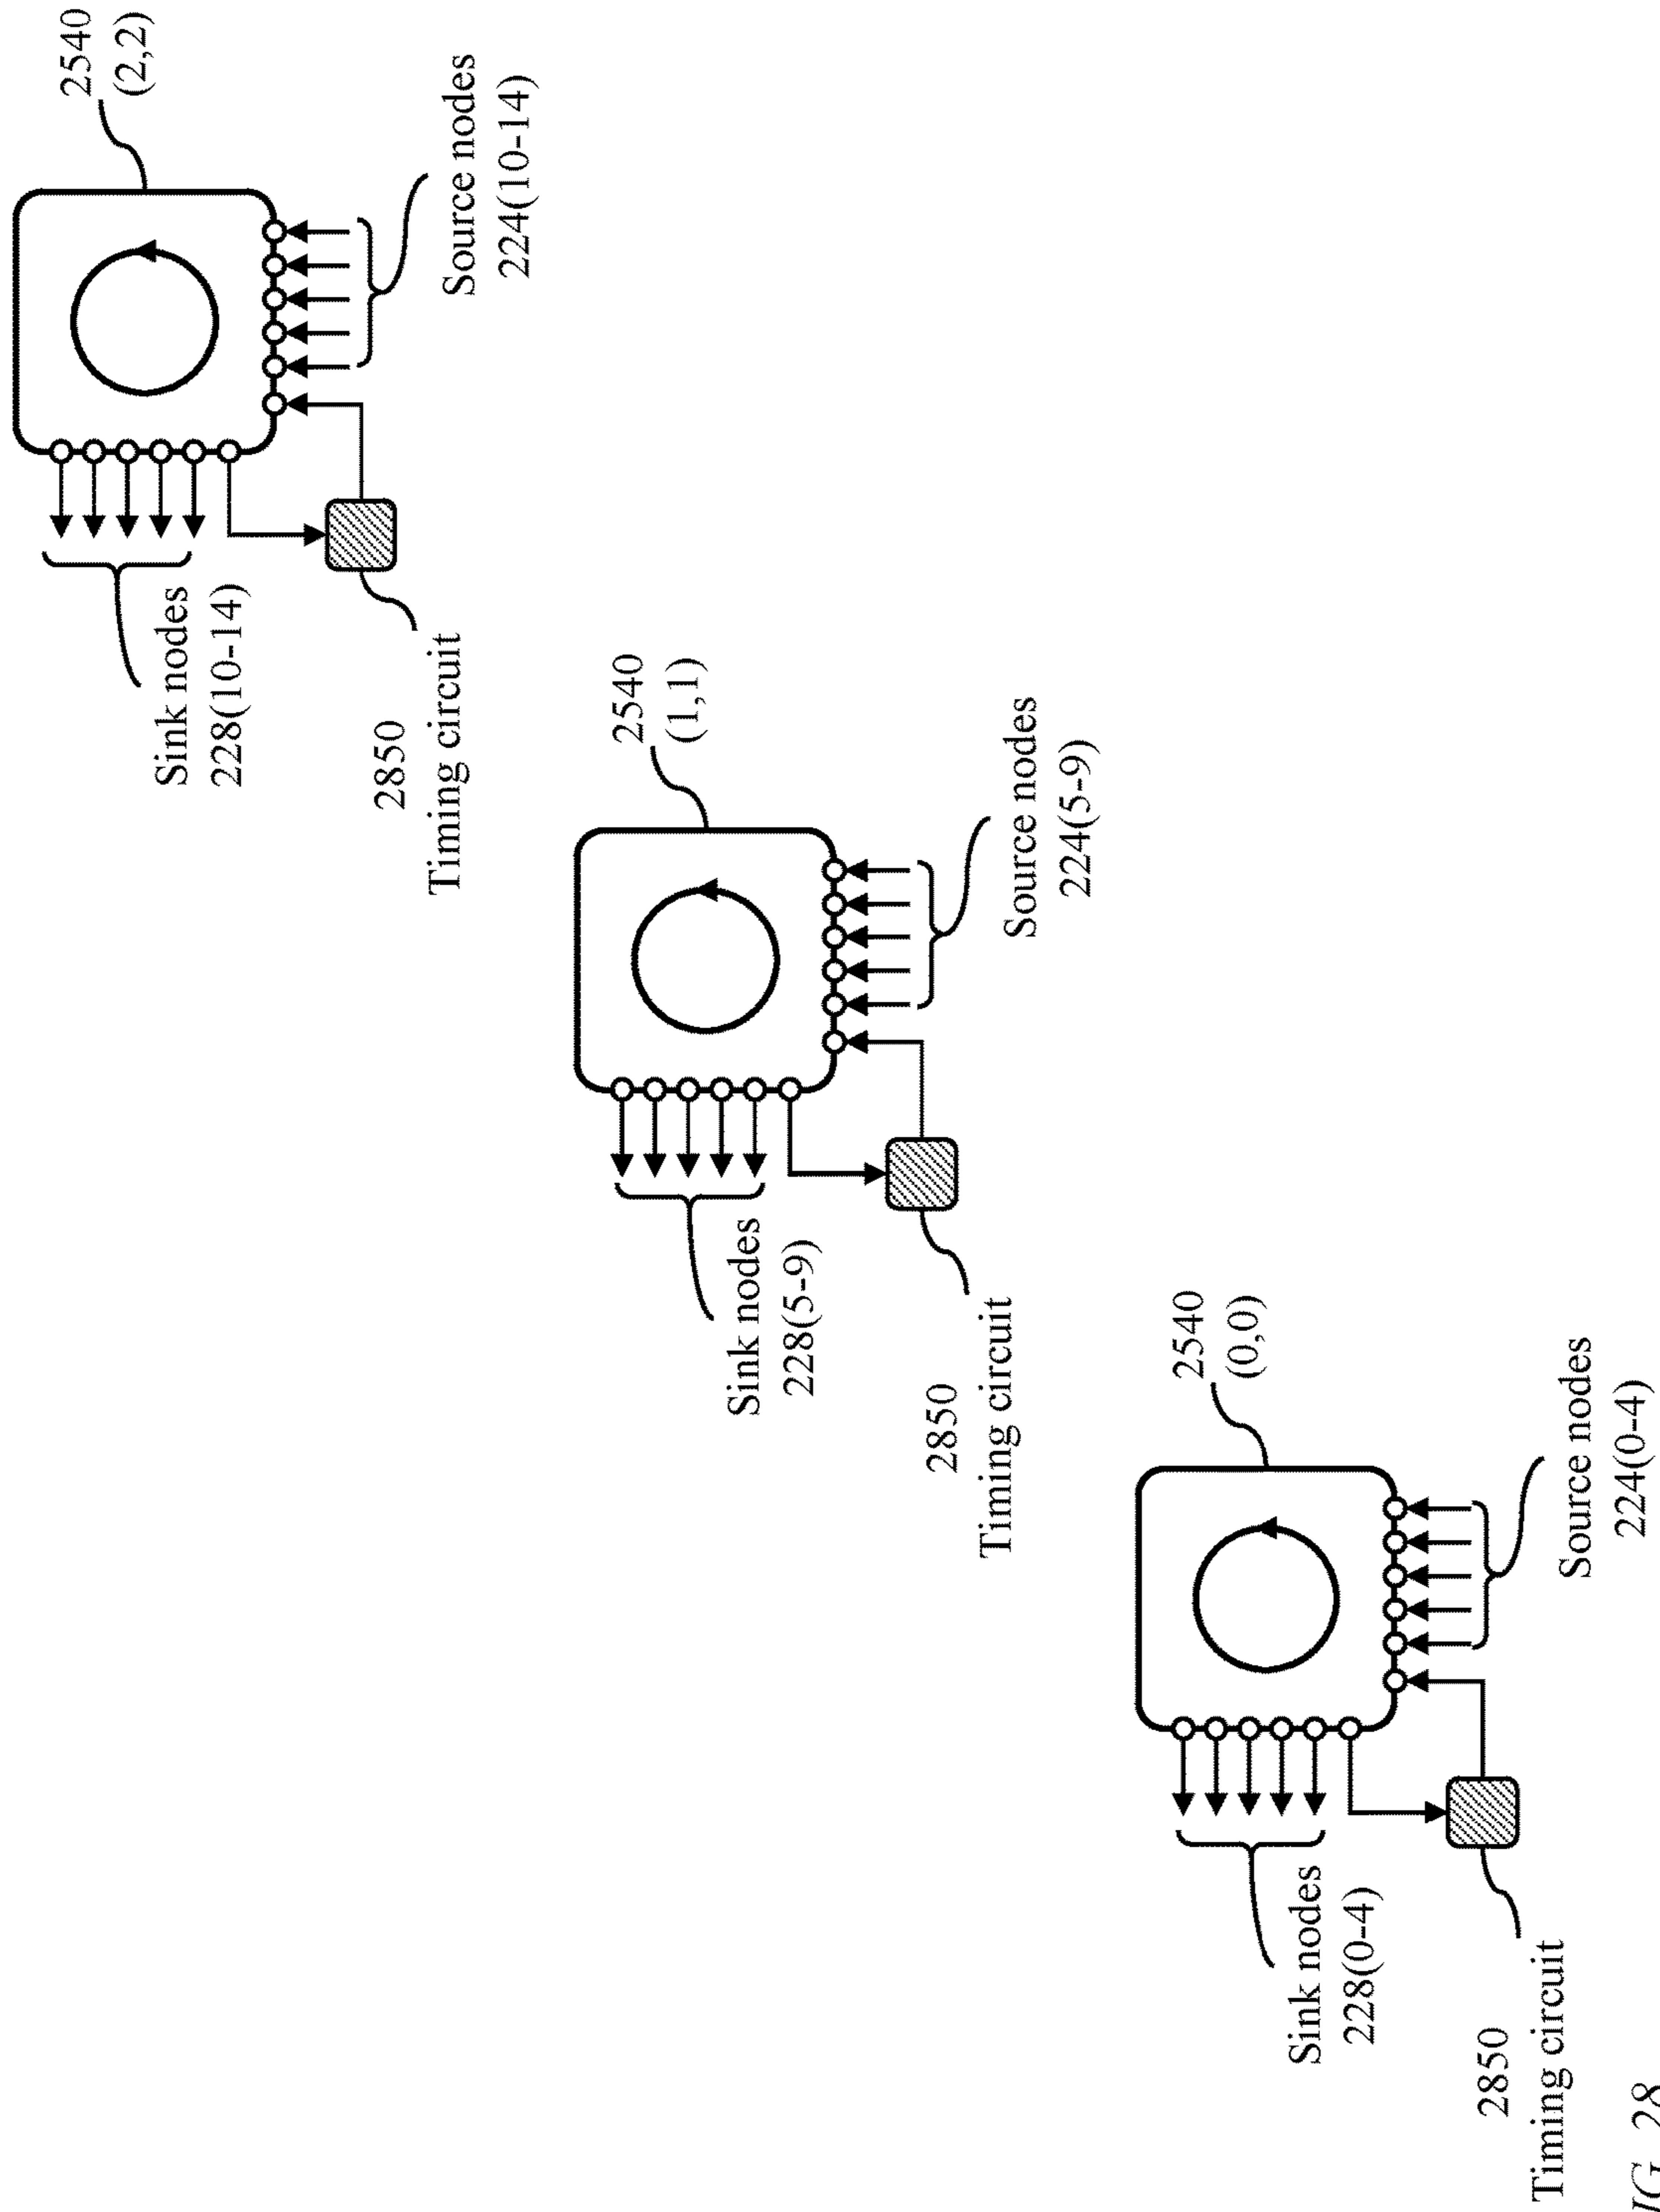 2540
(2,2)
Sink nodes
228(10-14)
2850
Timing circuit
Source nodes
224(10-14)
2540
(1,1)
Sink nodes
228(5-9)
2850
Timing circuit
Source nodes
224(5-9)
2540
(0,0)
Sink nodes
228(0-4)
2850
Timing circuit
Source nodes
224(0-4)
28